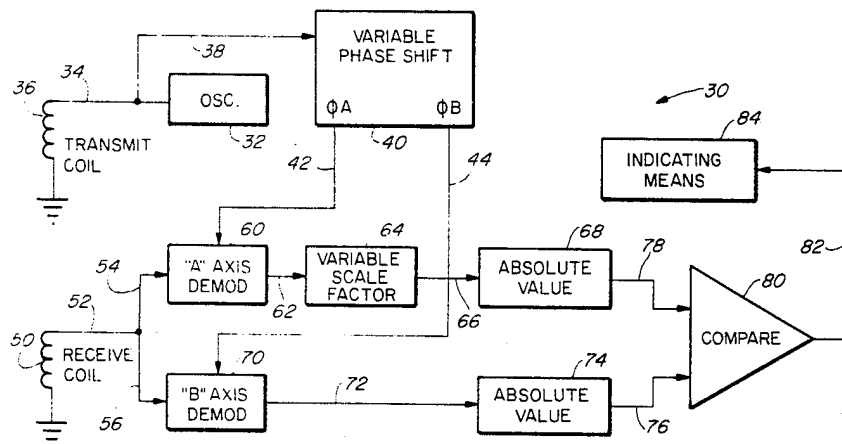 36
34
38
OSC.
32
TRANSMIT
COIL
VARIABLE
PHASE SHIFT
ΦA
ΦB
40
42
44
30
84
INDICATING
MEANS
82
60
"A" AXIS
DEMOD
62
64
VARIABLE
SCALE
FACTOR
66
68
ABSOLUTE
VALUE
78
80
COMPARE
54
52
50
RECEIVE
COIL
56
70
"B" AXIS
DEMOD
72
74
ABSOLUTE
VALUE
76